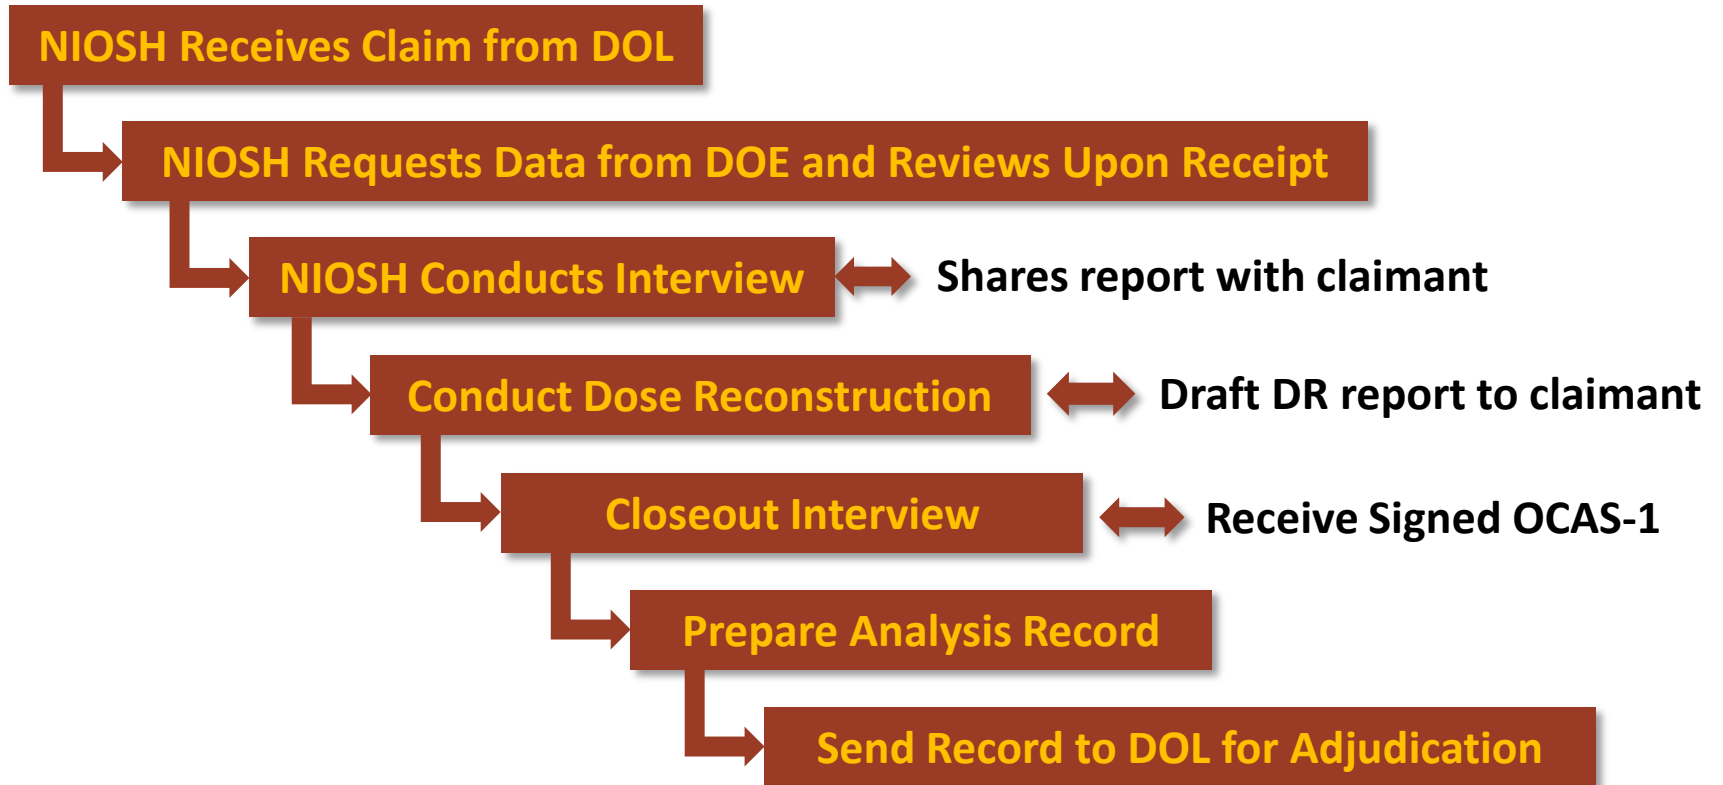 NIOSH Receives Claim from DOL
NIOSH Requests Data from DOE and Reviews Upon Receipt
NIOSH Conducts Interview
Shares report with claimant
Conduct Dose Reconstruction
Draft DR report to claimant
Closeout Interview
Receive Signed OCAS-1
Prepare Analysis Record
Send Record to DOL for Adjudication